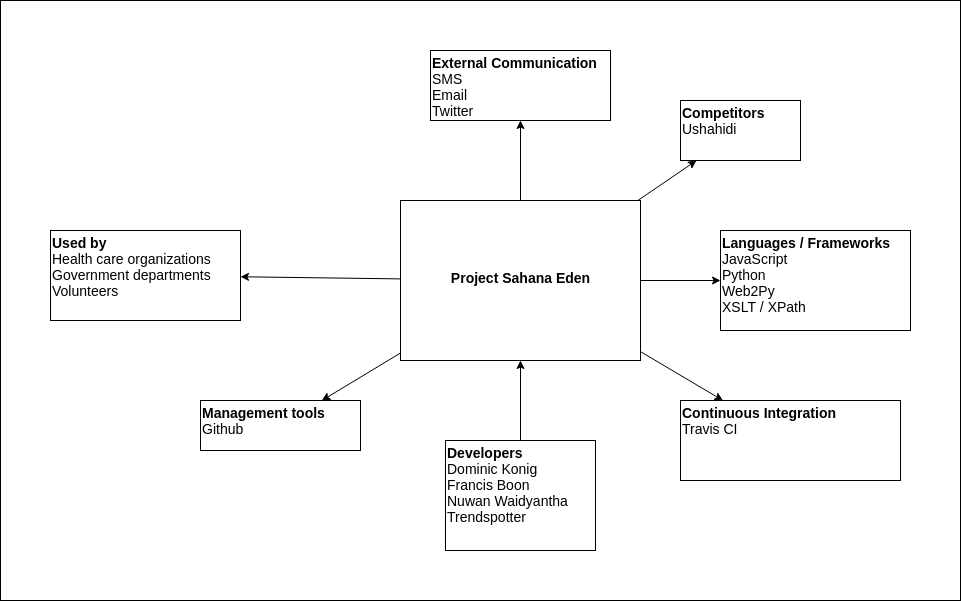 External Communication
SMS
Email
Twitter
Competitors
Ushahidi
Used by
Health care organizations
Government departments
Volunteers
Project Sahana Eden
Languages / Frameworks
JavaScript
Python
Web2Py
XSLT / XPath
Management tools
Github
Developers
Dominic Konig
Francis Boon
Nuwan Waidyantha
Trendspotter
Continuous Integration
Travis CI